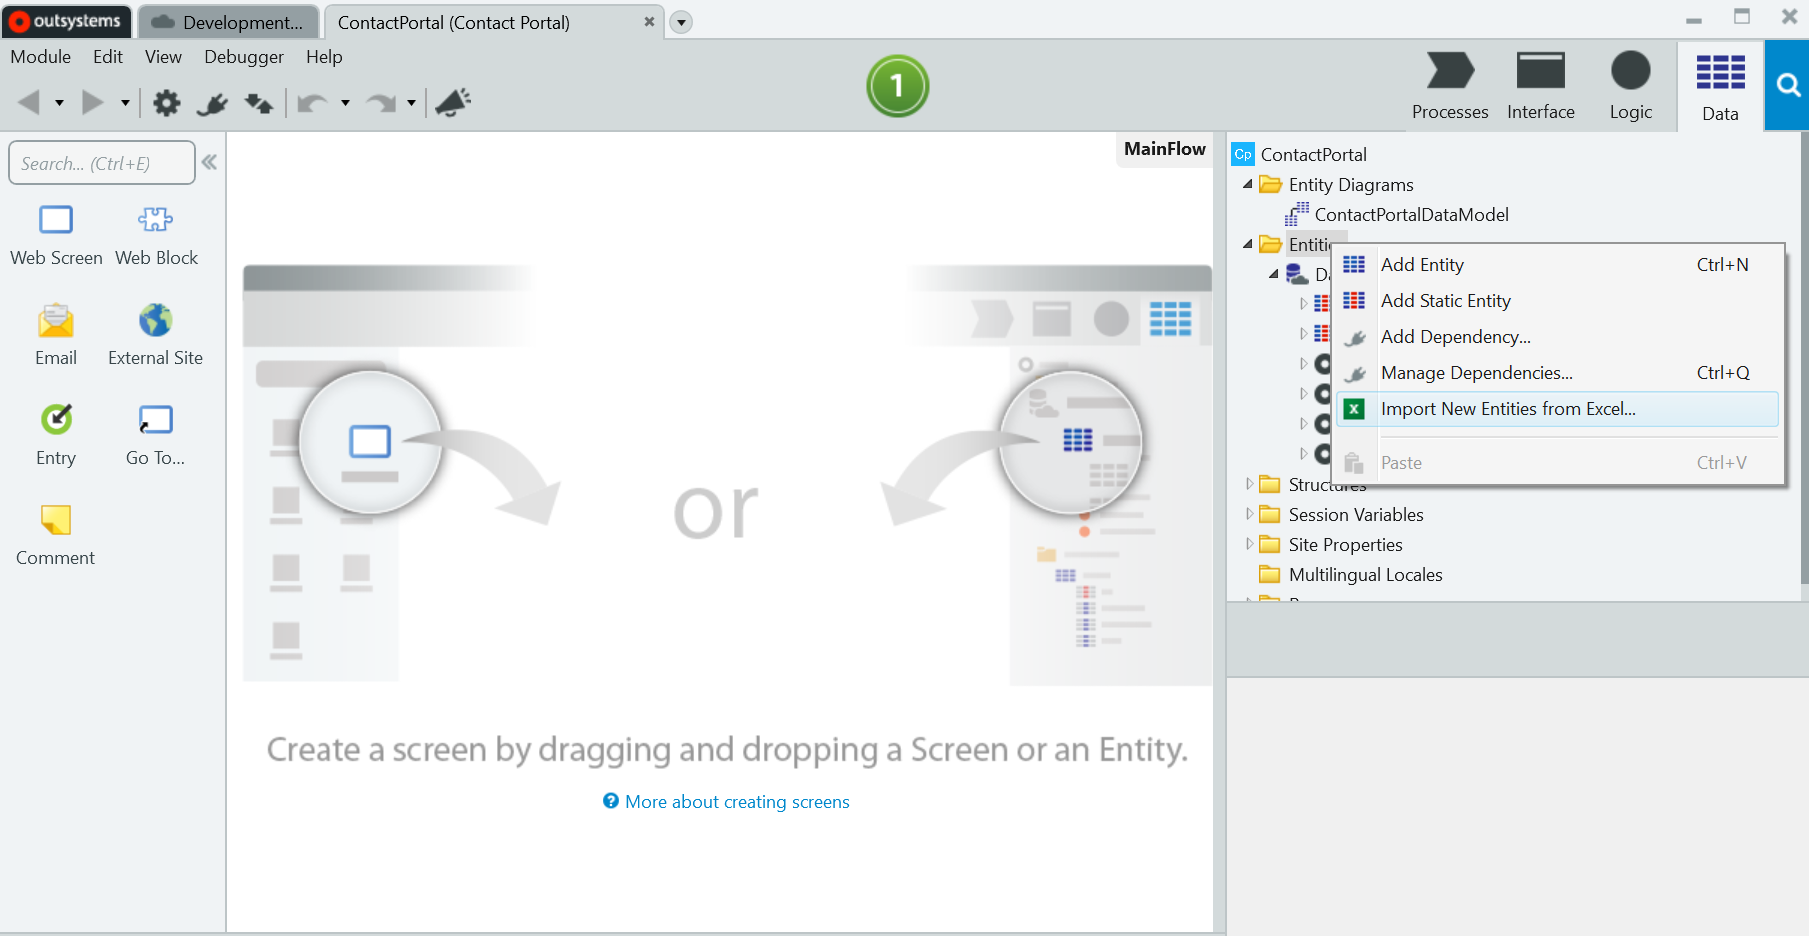 outsystems
Development...
ContactPortal (Contact Portal)
Module Edit View Debugger Help
1
Processes Interface Logic Data
Search... (Ctrl+E)
Web Screen Web Block
Email External Site
Entry Go To...
Comment
MainFlow
or
Create a screen by dragging and dropping a Screen or an Entity.
? More about creating screens
Cp ContactPortal
Entity Diagrams
ContactPortalDataModel
Entitie
Add Entity Ctrl+N
Add Static Entity
Add Dependency...
Manage Dependencies... Ctrl+Q
X Import New Entities from Excel...
Paste Ctrl+V
Structures
Session Variables
Site Properties
Multilingual Locales